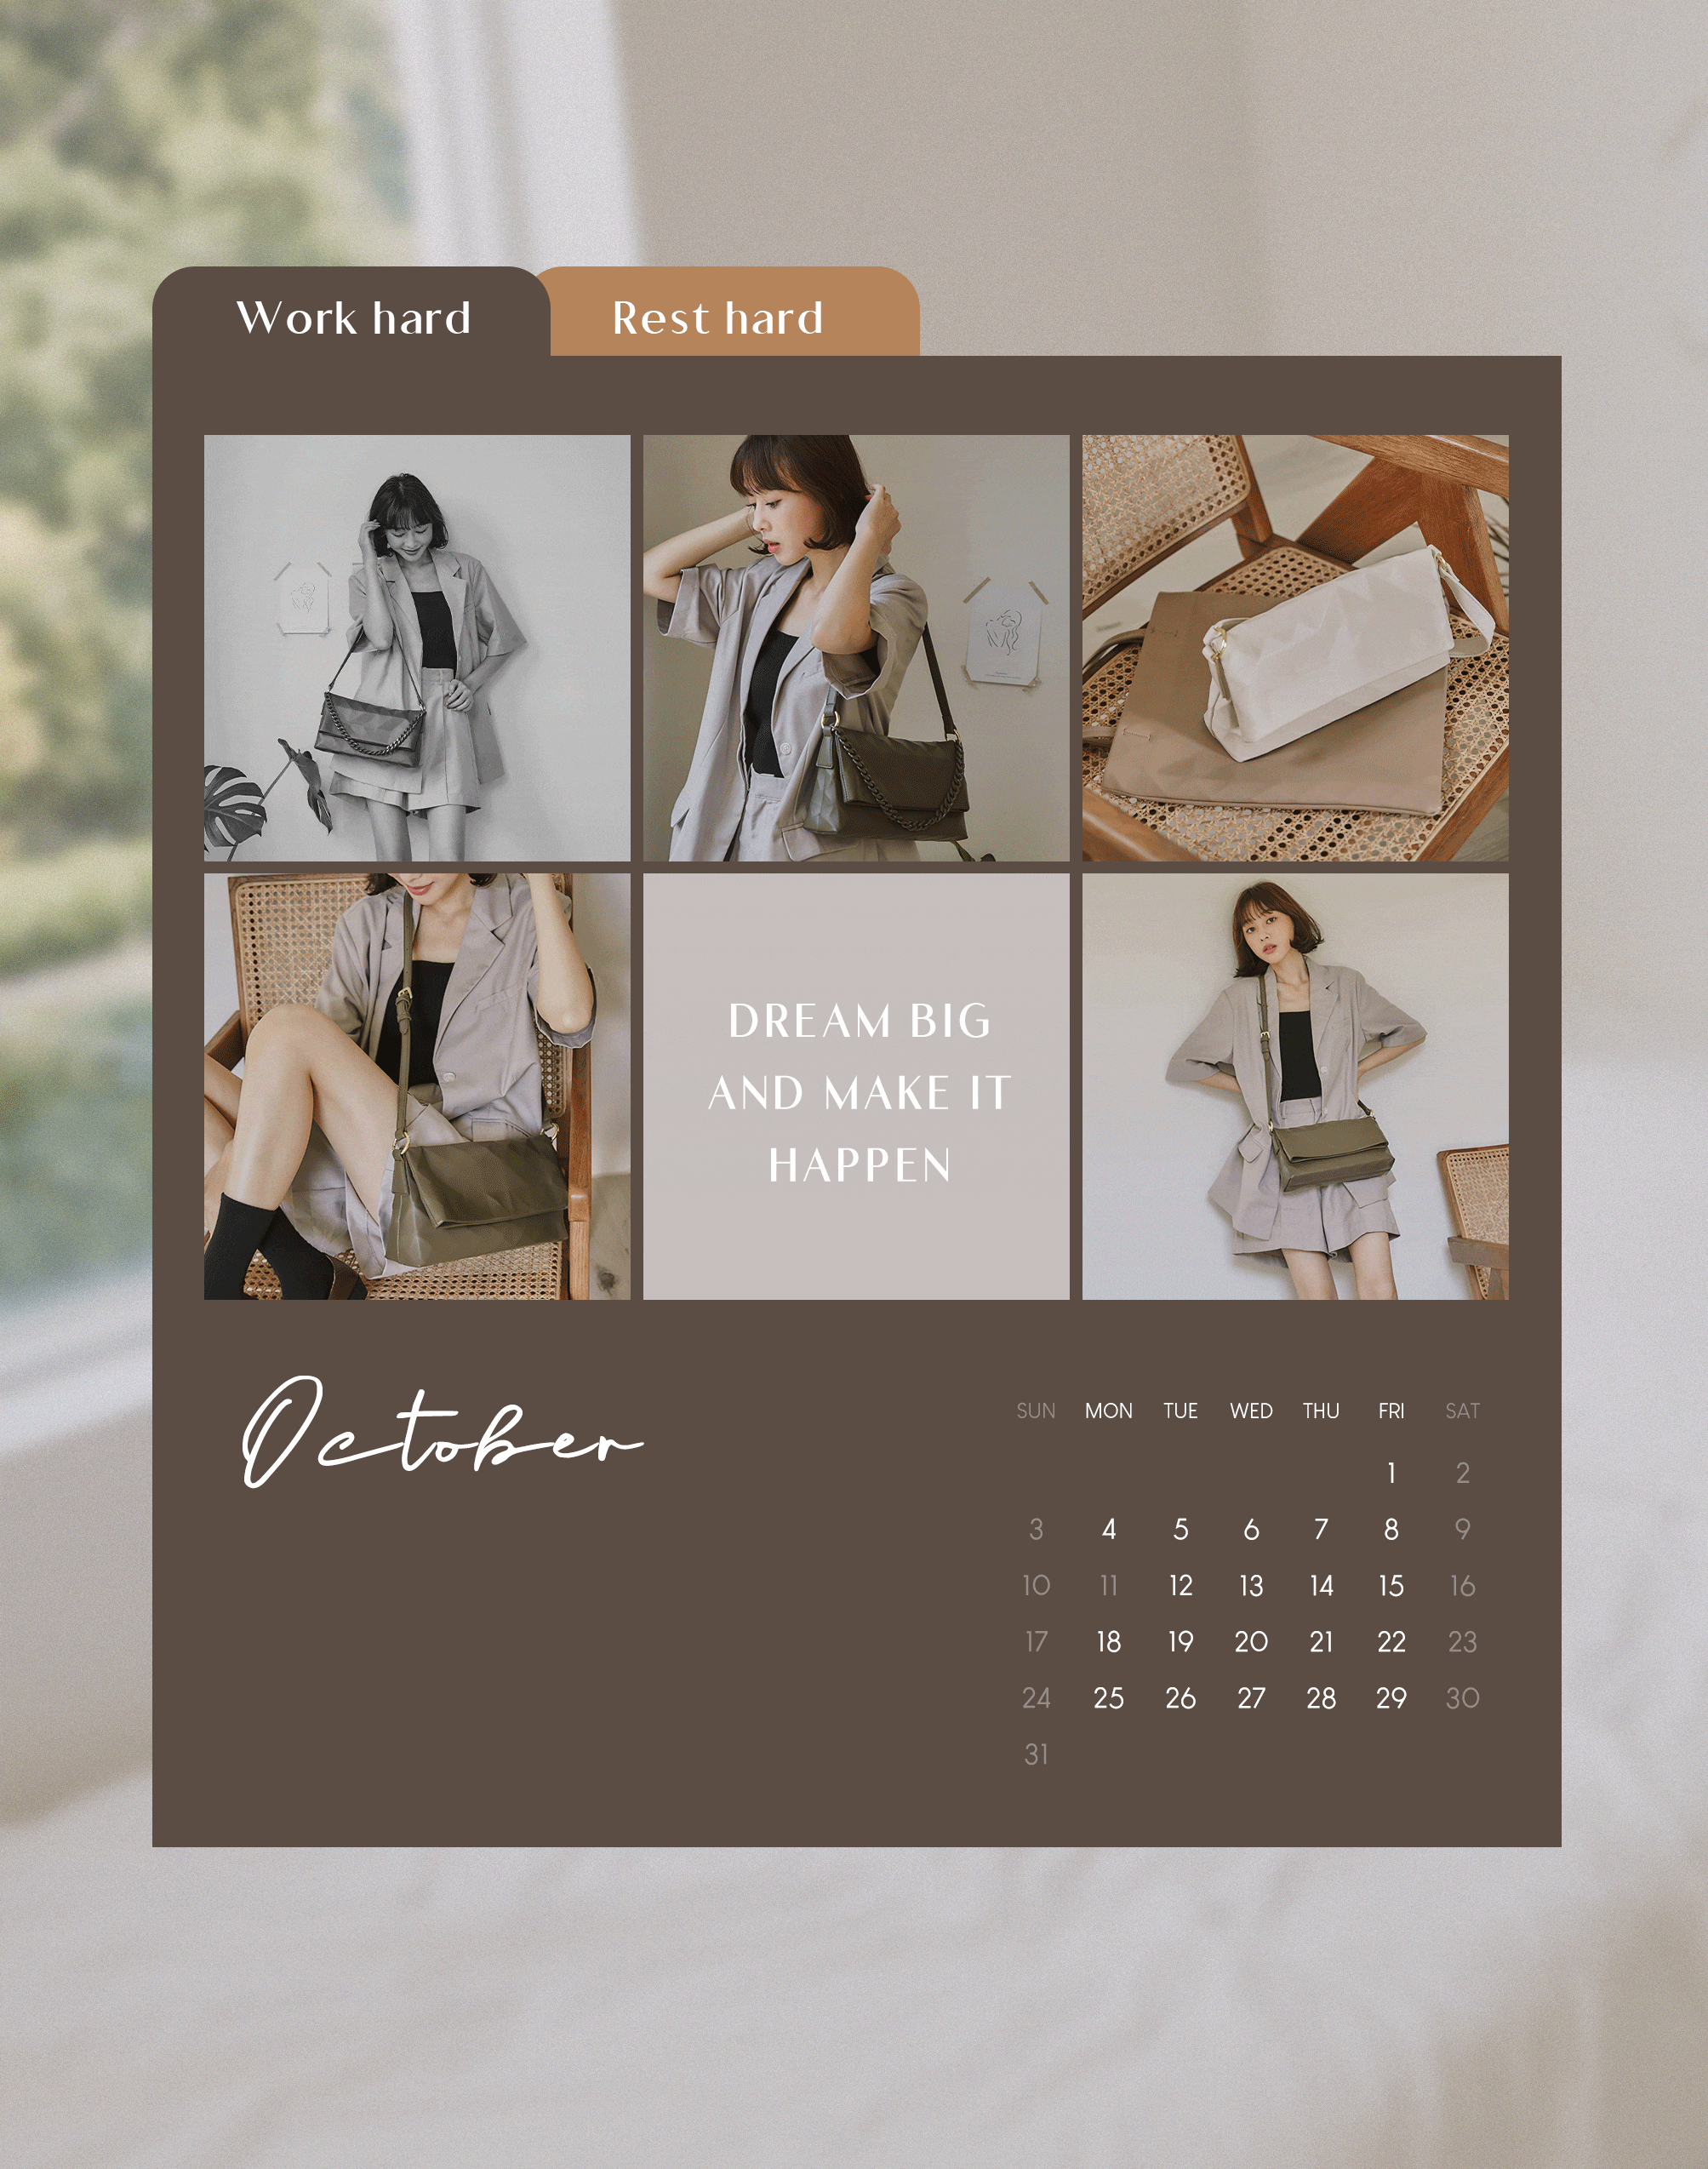 Work hard
Rest hard
DREAM BIG
AND MAKE IT
HAPPEN
October
SUN MON TUE WED THU FRI SAT
1 2
3 4 5 6 7 8 9
10 11 12 13 14 15 16
17 18 19 20 21 22 23
24 25 26 27 28 29 30
31